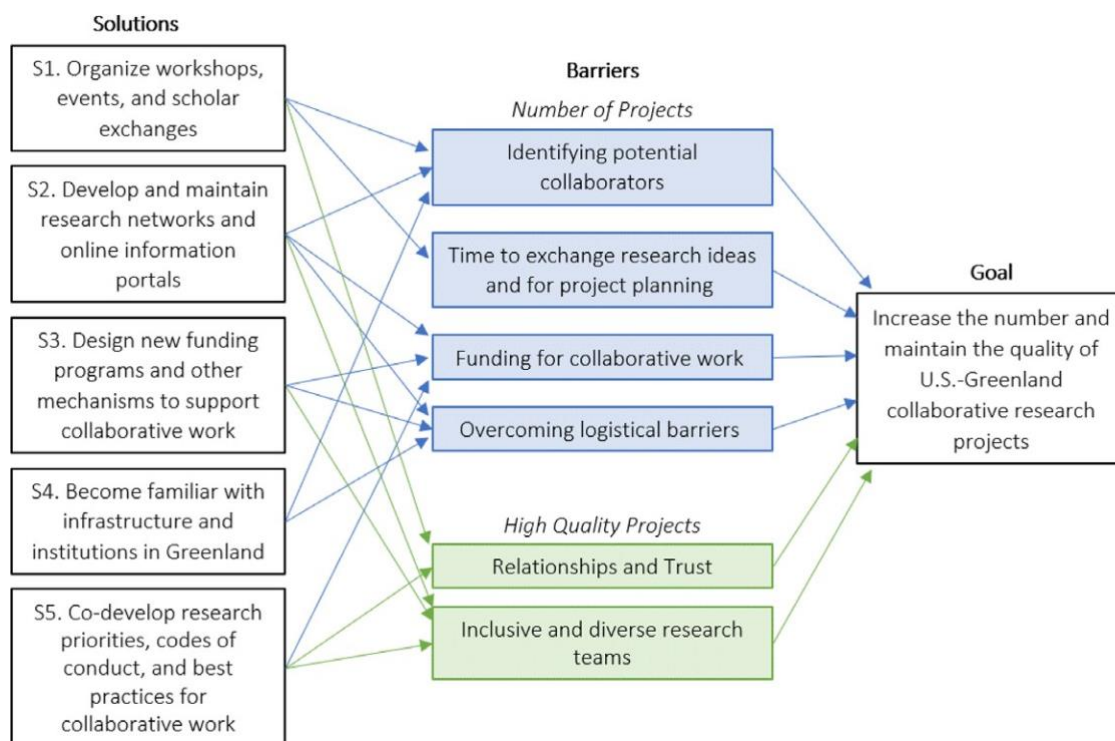 Solutions
S1. Organize workshops,
events, and scholar
exchanges
S2. Develop and maintain
research networks and
online information
portals
S3. Design new funding
programs and other
mechanisms to support
collaborative work
S4. Become familiar with
infrastructure and
institutions in Greenland
S5. Co-develop research
priorities, codes of
conduct, and best
practices for
collaborative work
Barriers
Number of Projects
Identifying potential
collaborators
Time to exchange research ideas
and for project planning
Funding for collaborative work
Overcoming logistical barriers
High Quality Projects
Relationships and Trust
Inclusive and diverse research
teams
Goal
Increase the number and
maintain the quality of
U.S.-Greenland
collaborative research
projects